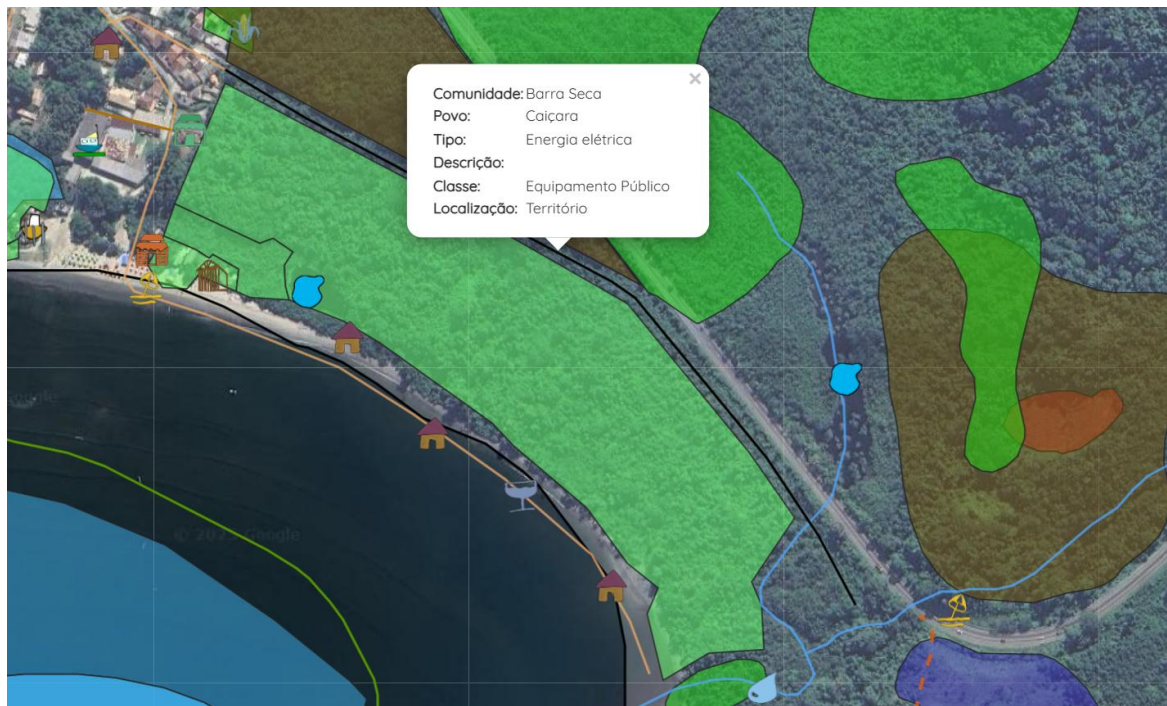 ×
Comunidade: Barra Seca
Povo: Caiçara
Tipo: Energia elétrica
Descrição:
Classe: Equipamento Público
Localização: Território
© 2023 Google